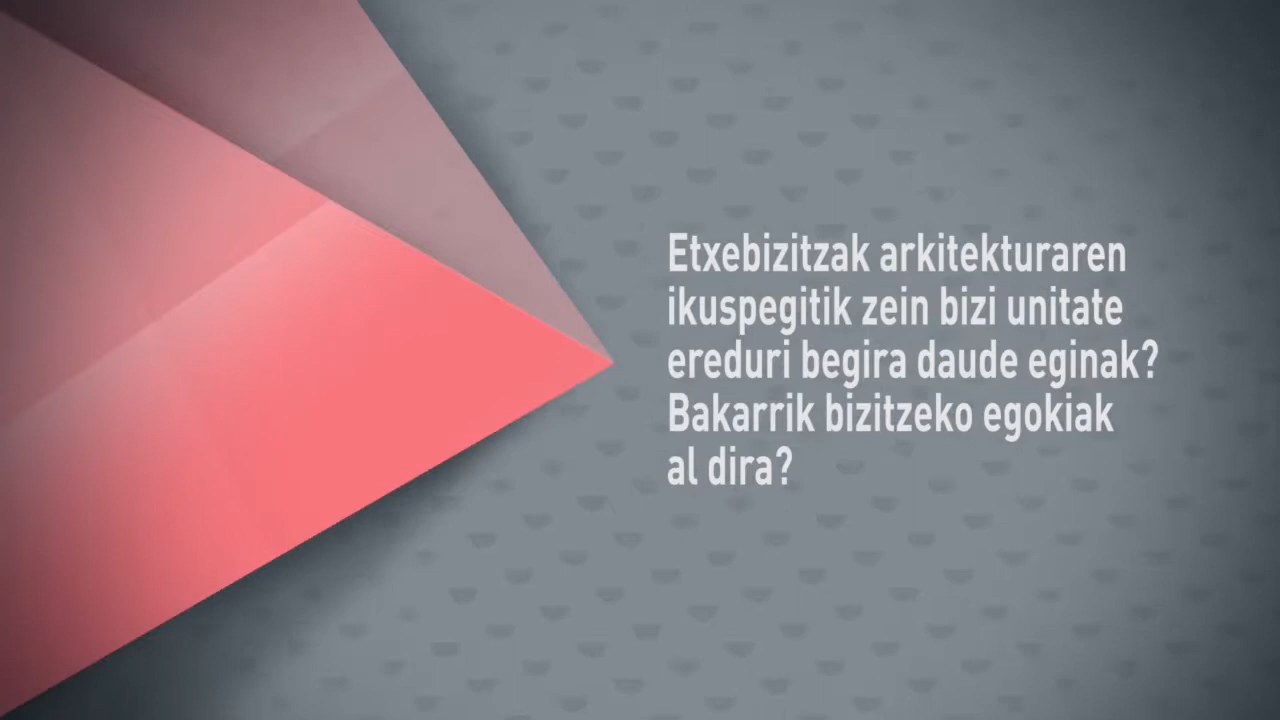 Etxebizitzak arkitekturaren
ikuspegitik zein bizi unitate
ereduri begira daude eginak?
Bakarrik bizitzeko egokiak
al dira?